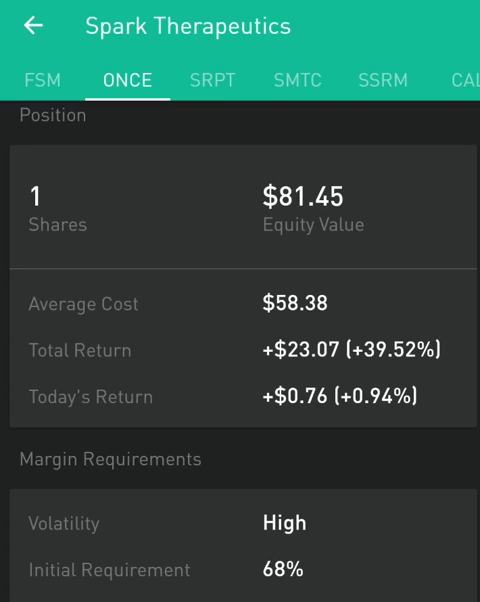 Spark Therapeutics
FSM ONCE SRPT SMTC SSRM CAL
Position
1 $81.45
Shares Equity Value
Average Cost $58.38
Total Return +$23.07 (+39.52%)
Today's Return +$0.76 (+0.94%)
Margin Requirements
Volatility High
Initial Requirement 68%